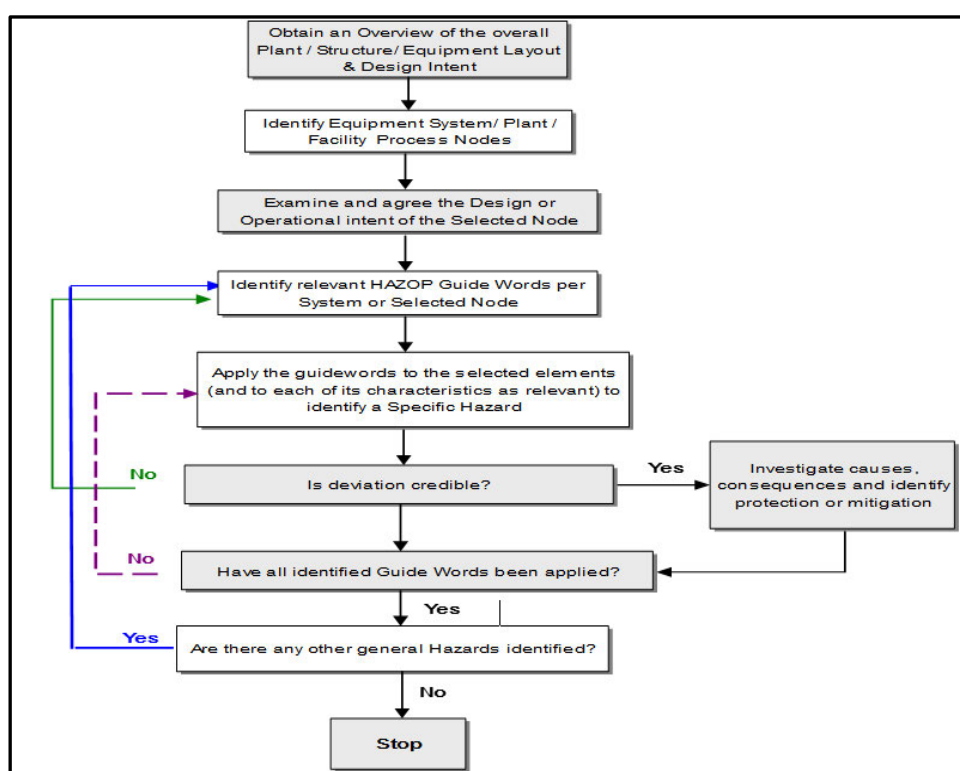 Obtain an Overview of the overall
Plant / Structure/ Equipment Layout
& Design Intent
Identify Equipment System/ Plant /
Facility Process Nodes
Examine and agree the Design or
Operational intent of the Selected Node
Identify relevant HAZOP Guide Words per
System or Selected Node
Apply the guidewords to the selected elements
(and to each of its characteristics as relevant) to
identify a Specific Hazard
No
Is deviation credible?
Yes
Investigate causes,
consequences and identify
protection or mitigation
No
Have all identified Guide Words been applied?
Yes
Yes
Are there any other general Hazards identified?
No
Stop